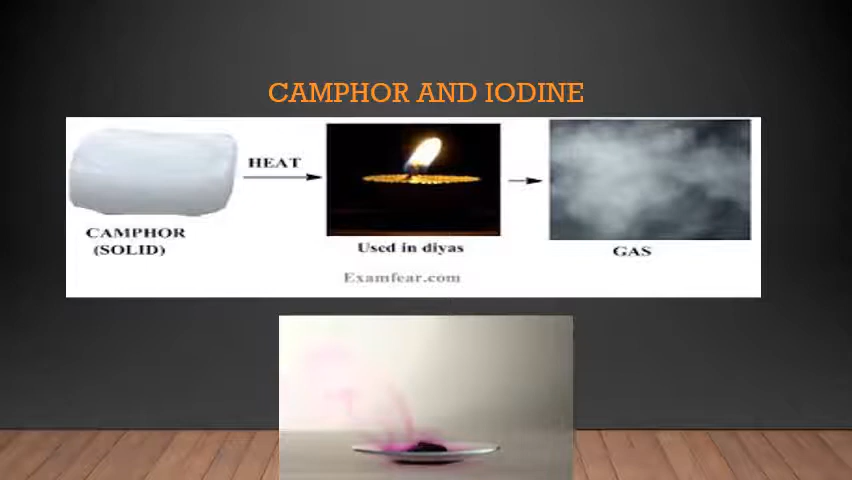 CAMPHOR AND IODINE
HEAT
CAMPHOR
(SOLID)
Used in diyas
GAS
Examfear.com